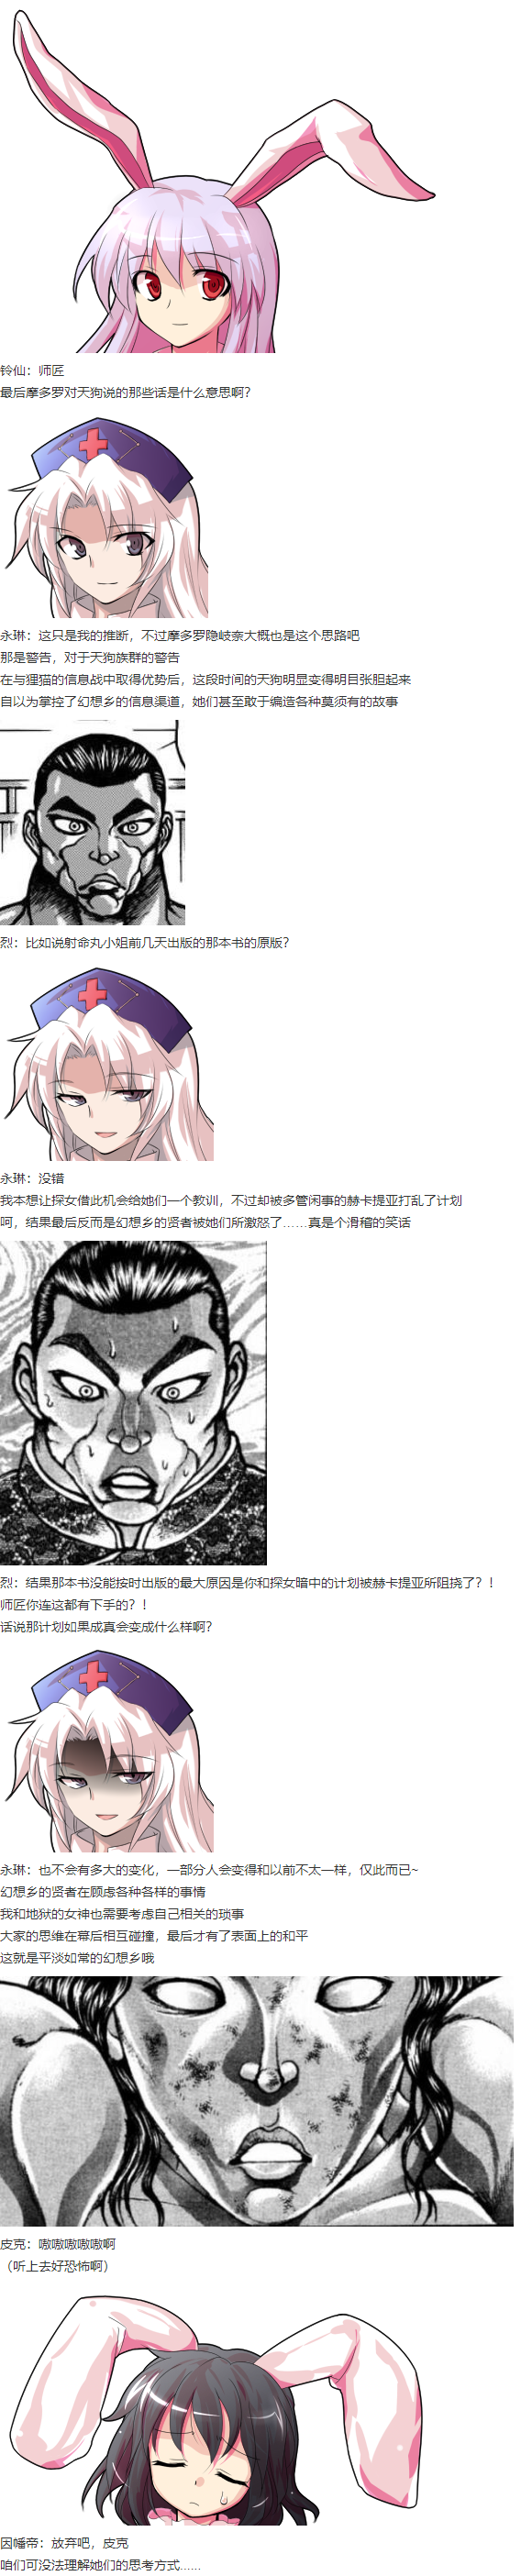 铃仙：师匠
最后摩多罗对天狗说的那些话是什么意思啊？
永琳：这只是我的推断，不过摩多罗隐岐奈大概也是这个思路吧
那是警告，对于天狗族群的警告
在与狸猫的信息战中取得优势后，这段时间的天狗明显变得明目张胆起来
自以为掌控了幻想乡的信息渠道，她们甚至敢于编造各种莫须有的故事
烈：比如说射命丸小姐前几天出版的那本书的原版？
永琳：没错
我本想让探女借此机会给她们一个教训，不过却被多管闲事的赫卡提亚打乱了计划
呵，结果最后反而是幻想乡的贤者被她们所激怒了……真是个滑稽的笑话
烈：结果那本书没能按时出版的最大原因是你和探女暗中的计划被赫卡提亚所阻挠了？！
师匠你连这都有下手的？！
话说那计划如果成真会变成什么样啊？
永琳：也不会有多大的变化，一部分人会变得和以前不太一样，仅此而已~
幻想乡的贤者在顾虑各种各样的事情
我和地狱的女神也需要考虑自己相关的琐事
大家的思维在幕后相互碰撞，最后才有了表面上的和平
这就是平淡如常的幻想乡哦
皮克：嗷嗷嗷嗷嗷啊
（听上去好恐怖啊）
因幡帝：放弃吧，皮克
咱们可没法理解她们的思考方式......